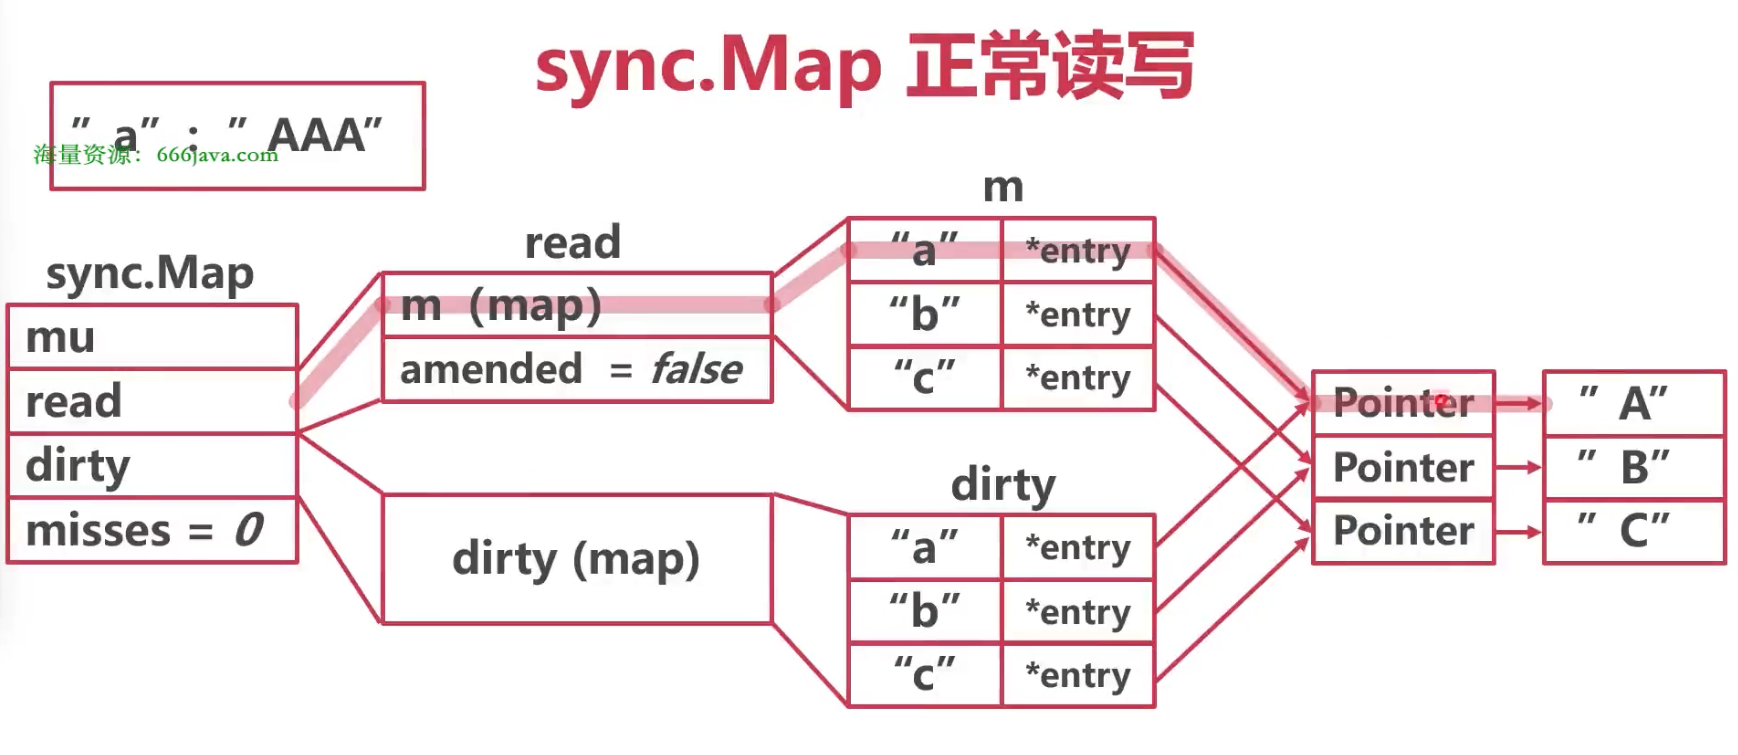 sync.Map 正常读写
” a” : ” AAA”
海量资源：666java.com
sync.Map
mu
read
dirty
misses = 0
read
m (map)
amended = false
dirty (map)
m
“a” *entry
“b” *entry
“c” *entry
dirty
“a” *entry
“b” *entry
“c” *entry
Pointer ” A”
Pointer ” B”
Pointer ” C”